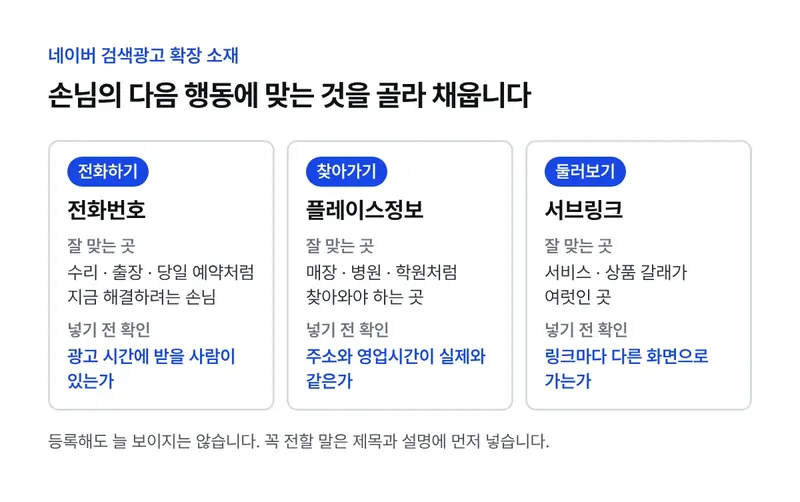 네이버 검색광고 확장 소재
손님의 다음 행동에 맞는 것을 골라 채웁니다
전화하기
전화번호
잘 맞는 곳
수리 · 출장 · 당일 예약처럼
지금 해결하려는 손님
넣기 전 확인
광고 시간에 받을 사람이
있는가
찾아가기
플레이스정보
잘 맞는 곳
매장 · 병원 · 학원처럼
찾아와야 하는 곳
넣기 전 확인
주소와 영업시간이 실제와
같은가
둘러보기
서브링크
잘 맞는 곳
서비스 · 상품 갈래가
여럿인 곳
넣기 전 확인
링크마다 다른 화면으로
가는가
등록해도 늘 보이지는 않습니다. 꼭 전할 말은 제목과 설명에 먼저 넣습니다.